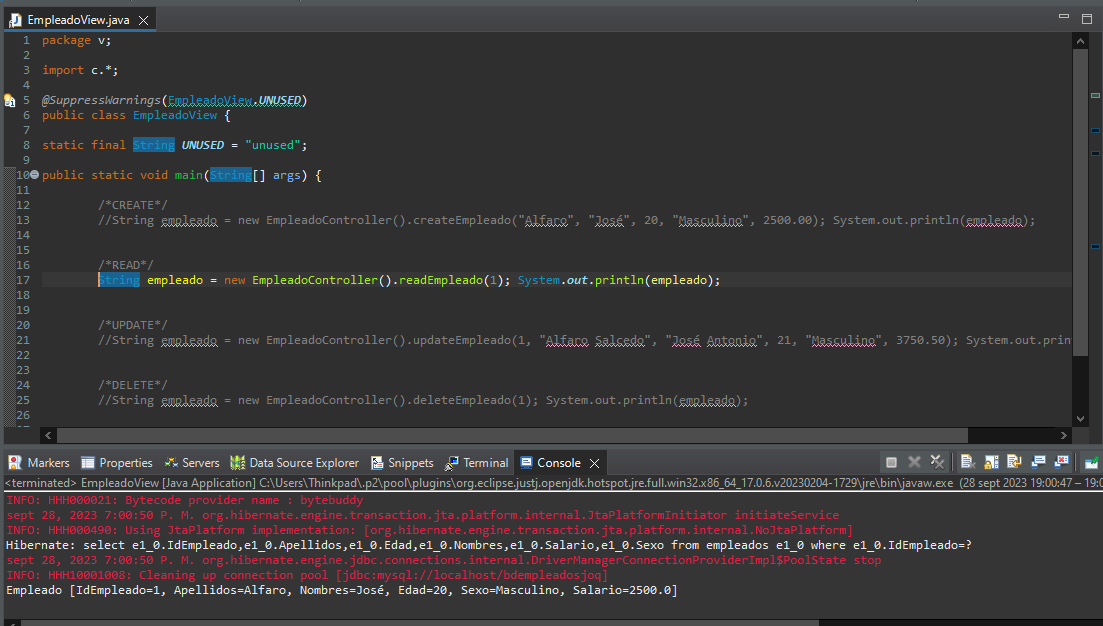 EmpleadoView.java
1 package v;
2
3 import c.*;
4
5 @SuppressWarnings(EmpleadoView.UNUSED)
6 public class EmpleadoView {
7
8 static final String UNUSED = "unused";
9
10 public static void main(String[] args) {
11
12 /*CREATE*/
13 //String empleado = new EmpleadoController().createEmpleado("Alfaro", "José", 20, "Masculino", 2500.00); System.out.println(empleado);
14
15
16 /*READ*/
17 String empleado = new EmpleadoController().readEmpleado(1); System.out.println(empleado);
18
19
20 /*UPDATE*/
21 //String empleado = new EmpleadoController().updateEmpleado(1, "Alfaro Salcedo", "José Antonio", 21, "Masculino", 3750.50); System.out.prin
22
23
24 /*DELETE*/
25 //String empleado = new EmpleadoController().deleteEmpleado(1); System.out.println(empleado);
26
Markers Properties Servers Data Source Explorer Snippets Terminal Console
<terminated> EmpleadoView [Java Application] C:\Users\Thinkpad\.p2\pool\plugins\org.eclipse.justj.openjdk.hotspot.jre.full.win32.x86_64_17.0.6.v20230204-1729\jre\bin\javaw.exe (28 sept 2023 19:00:47 – 19:0
INFO: HHH000021: Bytecode provider name : bytebuddy
sept 28, 2023 7:00:50 P. M. org.hibernate.engine.transaction.jta.platform.internal.JtaPlatformInitiator initiateService
INFO: HHH000490: Using JtaPlatform implementation: [org.hibernate.engine.transaction.jta.platform.internal.NoJtaPlatform]
Hibernate: select e1_0.IdEmpleado,e1_0.Apellidos,e1_0.Edad,e1_0.Nombres,e1_0.Salario,e1_0.Sexo from empleados e1_0 where e1_0.IdEmpleado=?
sept 28, 2023 7:00:50 P. M. org.hibernate.engine.jdbc.connections.internal.DriverManagerConnectionProviderImpl$PoolState stop
INFO: HHH10001008: Cleaning up connection pool [jdbc:mysql://localhost/bdempleadosjoq]
Empleado [IdEmpleado=1, Apellidos=Alfaro, Nombres=José, Edad=20, Sexo=Masculino, Salario=2500.0]